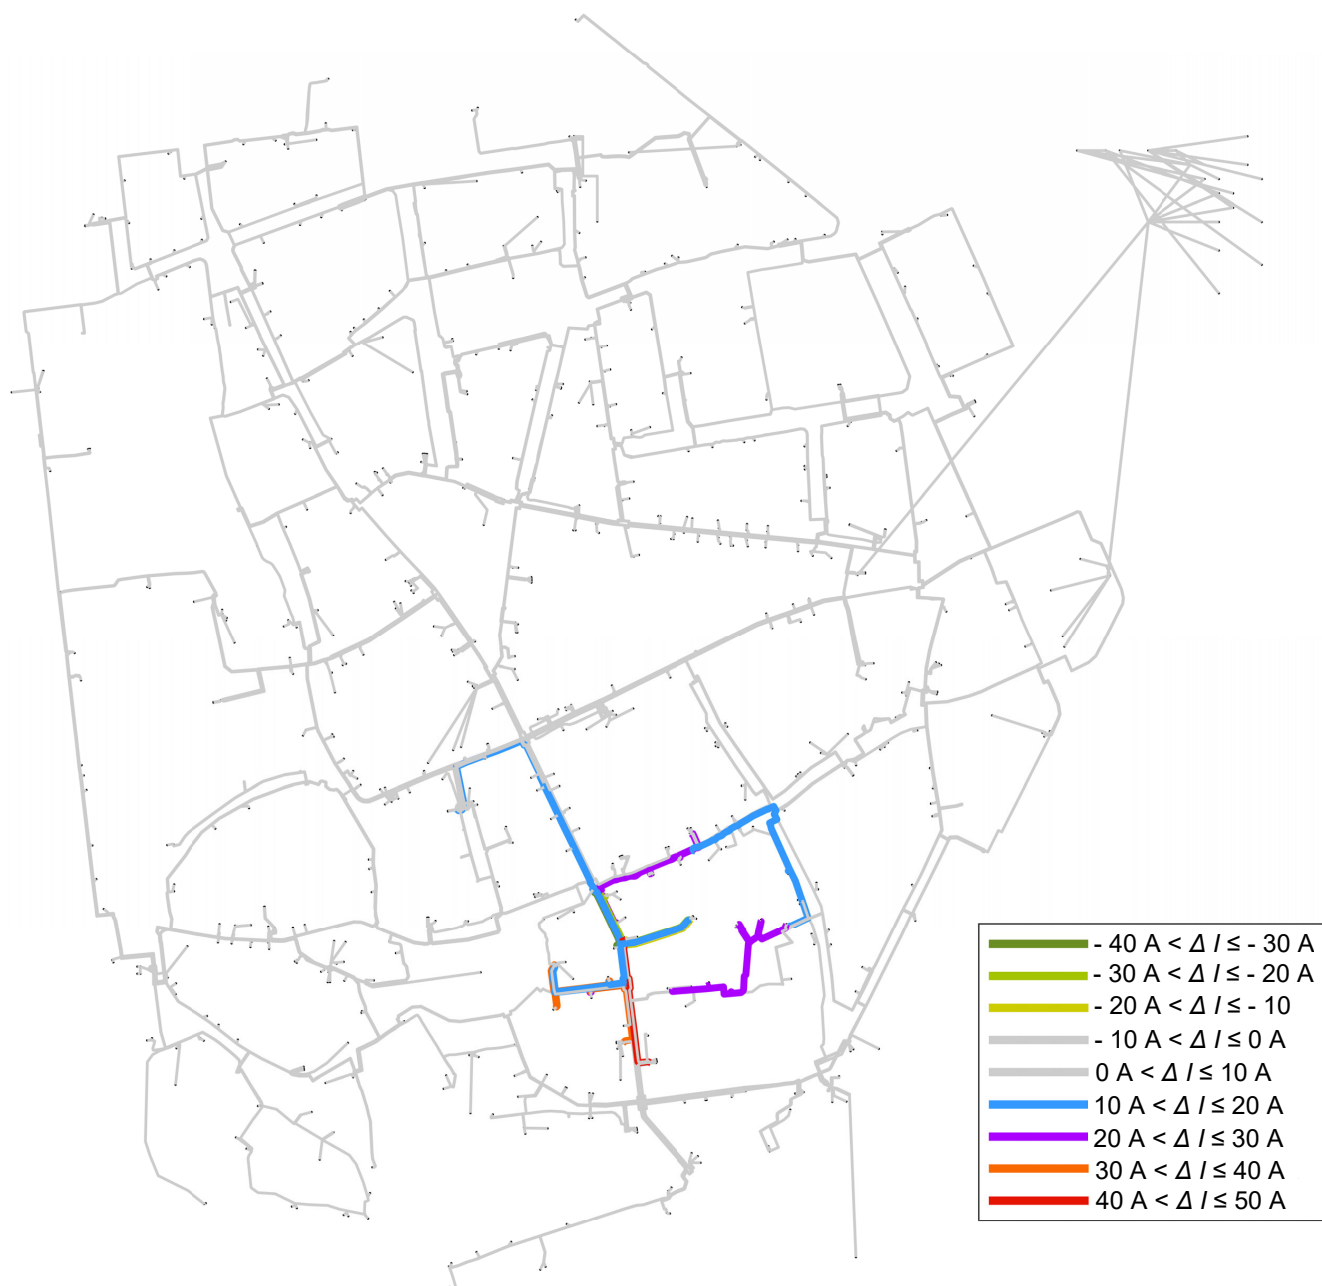 - 40 A < Δ I ≤ - 30 A
- 30 A < Δ I ≤ - 20 A
- 20 A < Δ I ≤ - 10
- 10 A < Δ I ≤ 0 A
0 A < Δ I ≤ 10 A
10 A < Δ I ≤ 20 A
20 A < Δ I ≤ 30 A
30 A < Δ I ≤ 40 A
40 A < Δ I ≤ 50 A